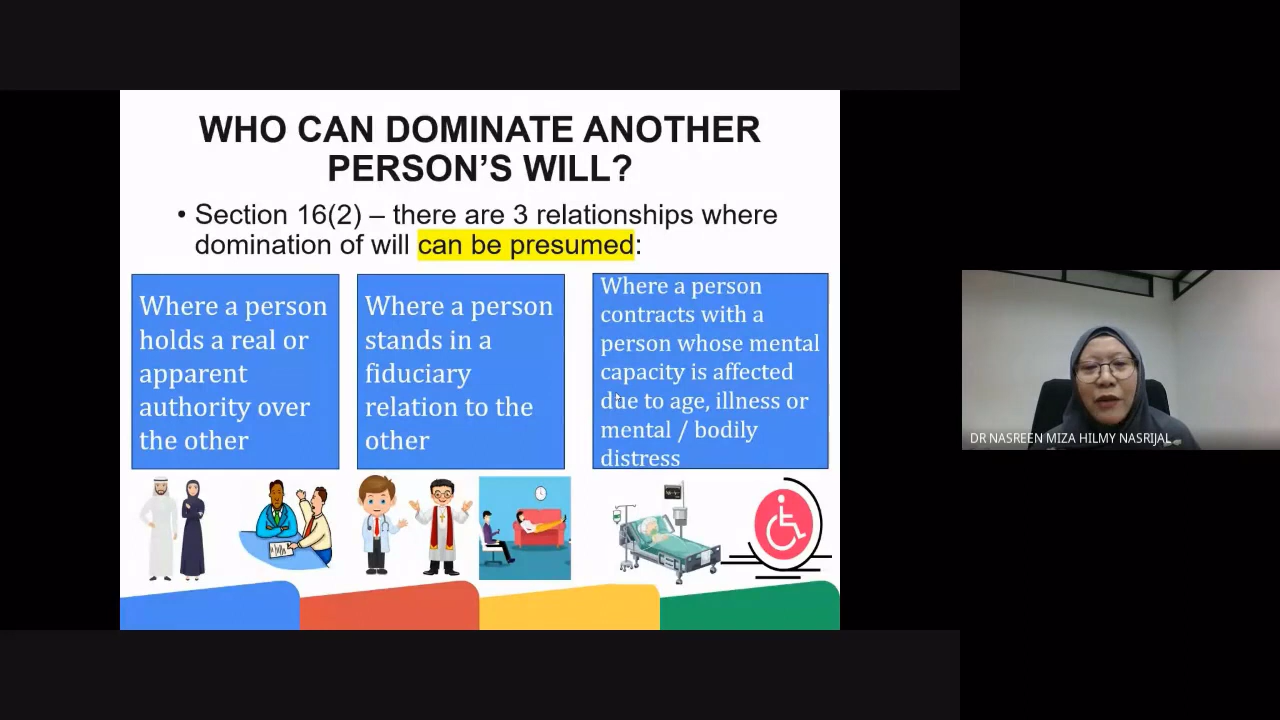 WHO CAN DOMINATE ANOTHER
PERSON’S WILL?
• Section 16(2) – there are 3 relationships where
domination of will can be presumed:
Where a person
holds a real or
apparent
authority over
the other
Where a person
stands in a
fiduciary
relation to the
other
Where a person
contracts with a
person whose mental
capacity is affected
due to age, illness or
mental / bodily
distress
DR NASREEN MIZA HILMY NASRIJAL